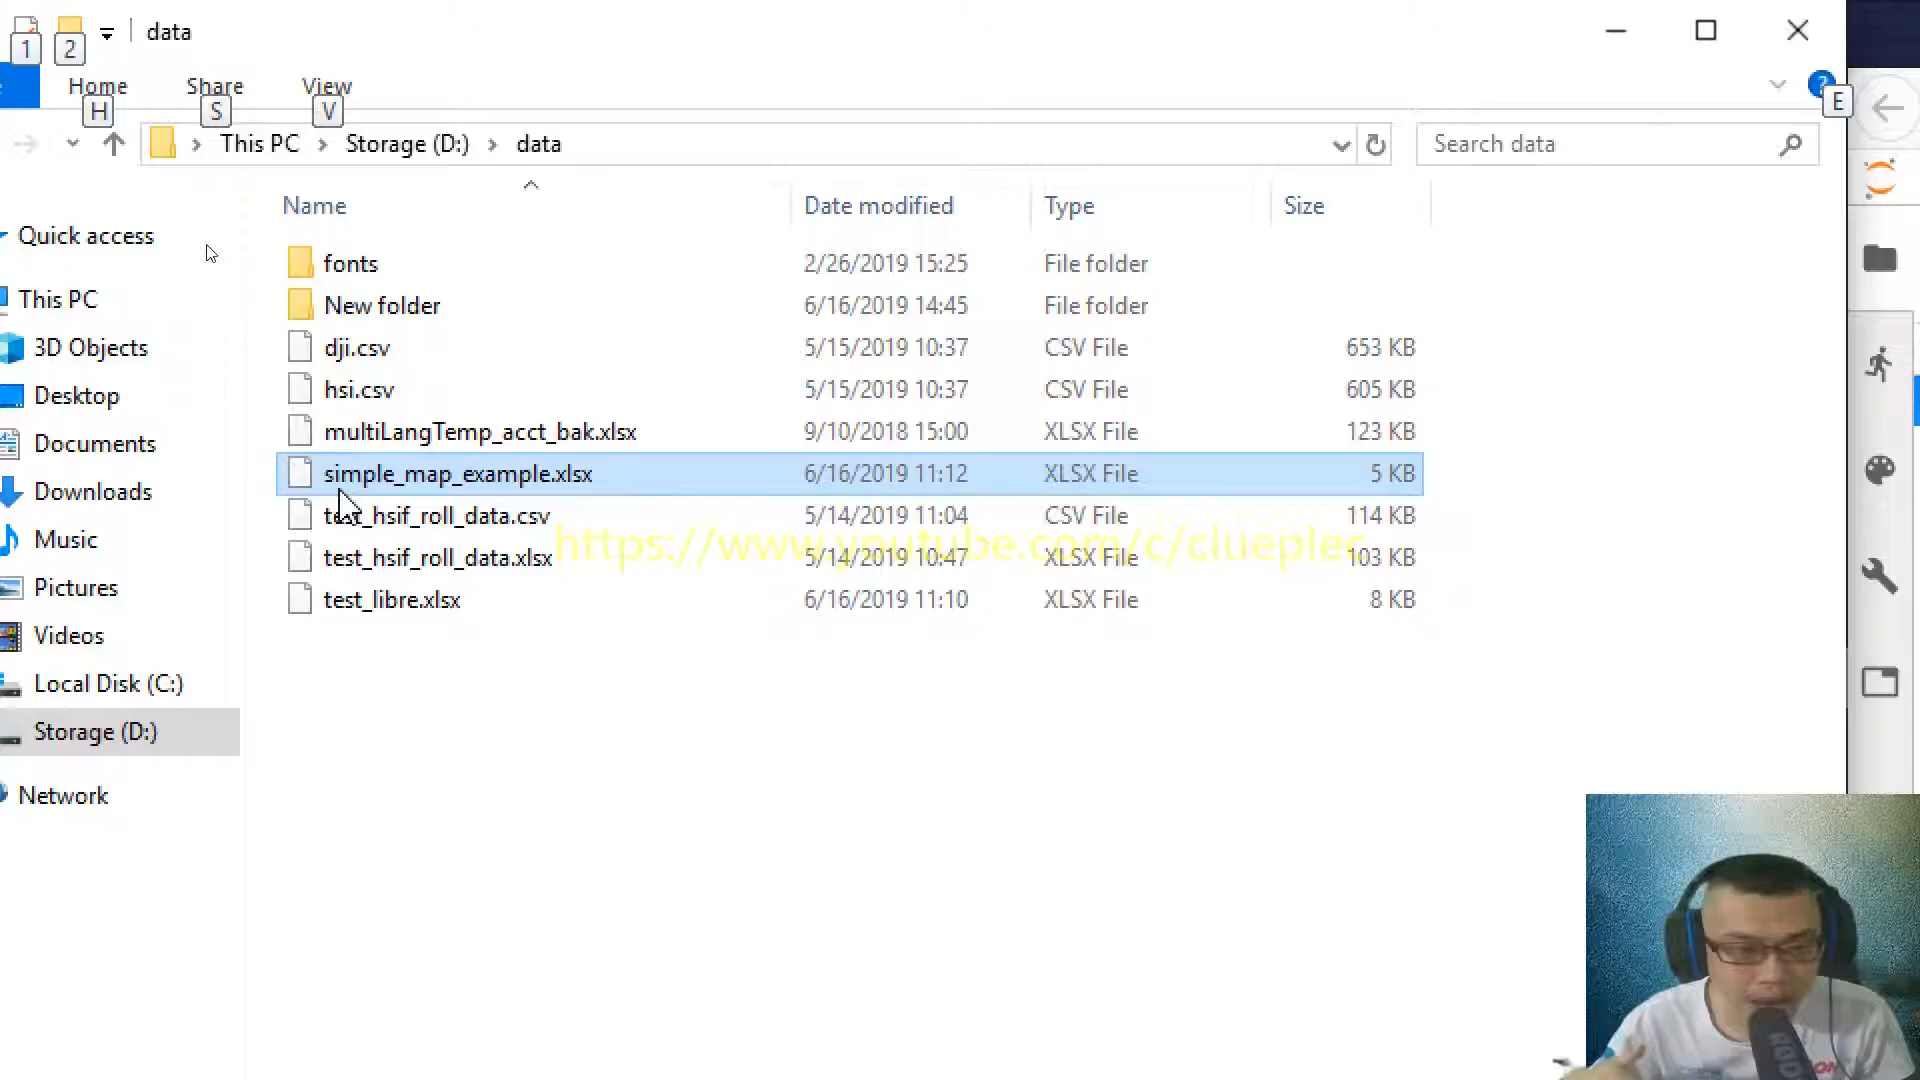 1 2 data
Home Share View
H S V E
This PC Storage (D:) data Search data
Name Date modified Type Size
Quick access
This PC
3D Objects
Desktop
Documents
Downloads
Music
Pictures
Videos
Local Disk (C:)
Storage (D:)
Network
fonts 2/26/2019 15:25 File folder
New folder 6/16/2019 14:45 File folder
dji.csv 5/15/2019 10:37 CSV File 653 KB
hsi.csv 5/15/2019 10:37 CSV File 605 KB
multiLangTemp_acct_bak.xlsx 9/10/2018 15:00 XLSX File 123 KB
simple_map_example.xlsx 6/16/2019 11:12 XLSX File 5 KB
test_hsif_roll_data.csv 5/14/2019 11:04 CSV File 114 KB
https://www.youtube.com/c/clueplec
test_hsif_roll_data.xlsx 5/14/2019 10:47 XLSX File 103 KB
test_libre.xlsx 6/16/2019 11:10 XLSX File 8 KB